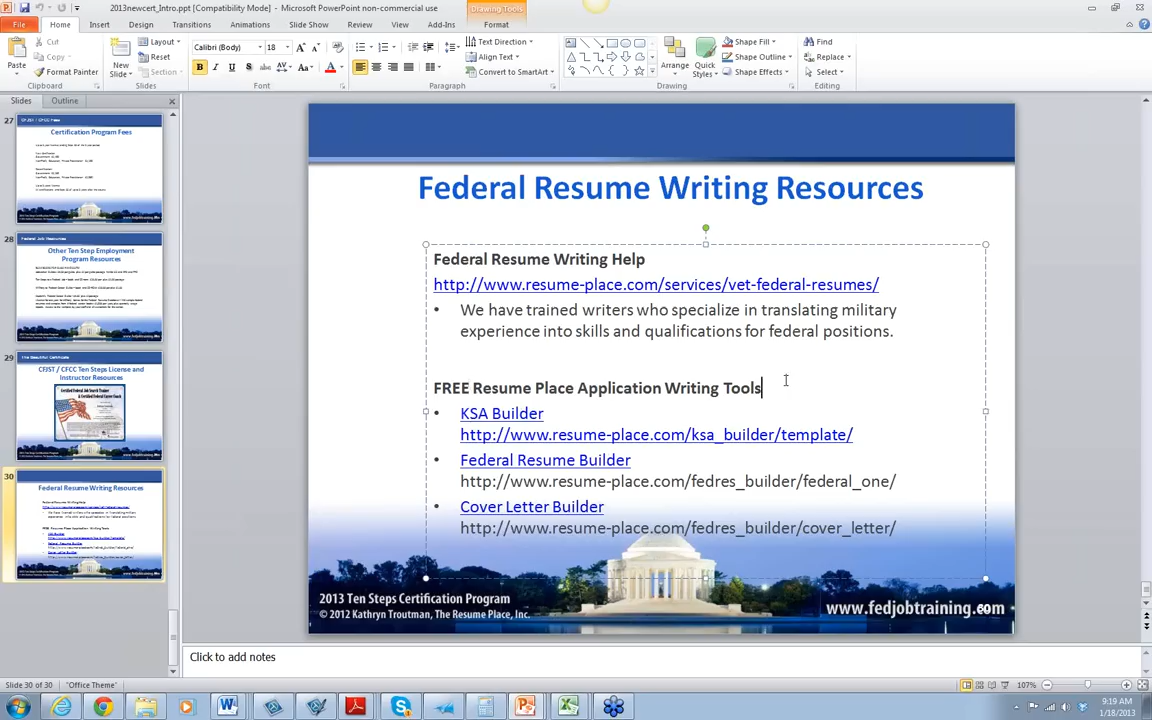 2013newcert_Intro.ppt [Compatibility Mode] - Microsoft PowerPoint non-commercial use
Drawing Tools
File
Home
Insert
Design
Transitions
Animations
Slide Show
Review
View
Add-Ins
Format
Paste
Cut
Copy
Format Painter
Clipboard
New
Slide
Layout
Reset
Section
Slides
Calibri (Body)
18
Font
Text Direction
Align Text
Convert to SmartArt
Paragraph
Arrange
Quick
Styles
Shape Fill
Shape Outline
Shape Effects
Drawing
Find
Replace
Select
Editing
Slides
Outline
27
Certification Program Fees
28
Federal Job Resources
Other Ten Step Employment
Program Resources
29
The Beautiful Certificate
CFJST / CFCC Ten Steps License and
Instructor Resources
30
Federal Resume Writing Resources
Federal Resume Writing Resources
Federal Resume Writing Help
http://www.resume-place.com/services/vet-federal-resumes/
• We have trained writers who specialize in translating military
experience into skills and qualifications for federal positions.
FREE Resume Place Application Writing Tools
• KSA Builder
http://www.resume-place.com/ksa_builder/template/
• Federal Resume Builder
http://www.resume-place.com/fedres_builder/federal_one/
• Cover Letter Builder
http://www.resume-place.com/fedres_builder/cover_letter/
2013 Ten Steps Certification Program
© 2012 Kathryn Troutman, The Resume Place, Inc.
www.fedjobtraining.com
Click to add notes
Slide 30 of 30
"Office Theme"
107%
9:19 AM
1/18/2013